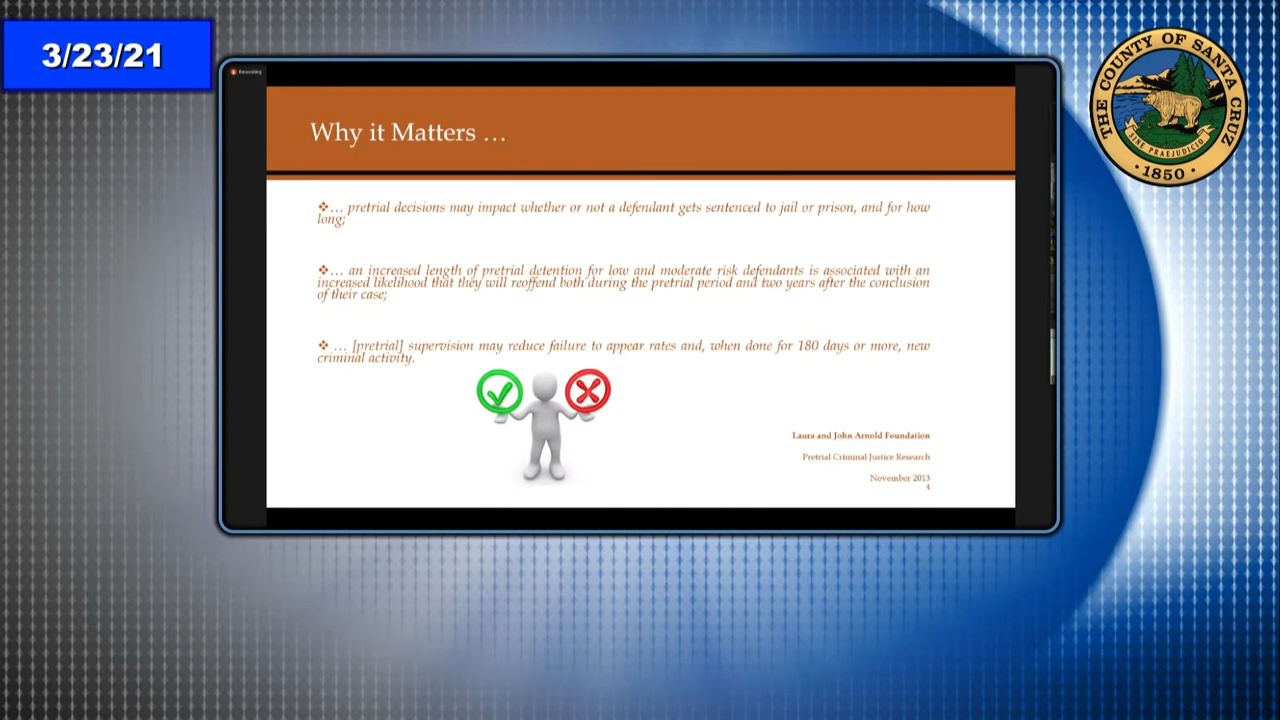 3/23/21
Recording
THE COUNTY OF SANTA CRUZ
SINE PRAEJUDICIO
• 1850 •
Why it Matters …
❖… pretrial decisions may impact whether or not a defendant gets sentenced to jail or prison, and for how
long;
❖… an increased length of pretrial detention for low and moderate risk defendants is associated with an
increased likelihood that they will reoffend both during the pretrial period and two years after the conclusion
of their case;
❖ … [pretrial] supervision may reduce failure to appear rates and, when done for 180 days or more, new
criminal activity.
Laura and John Arnold Foundation
Pretrial Criminal Justice Research
November 2013
4